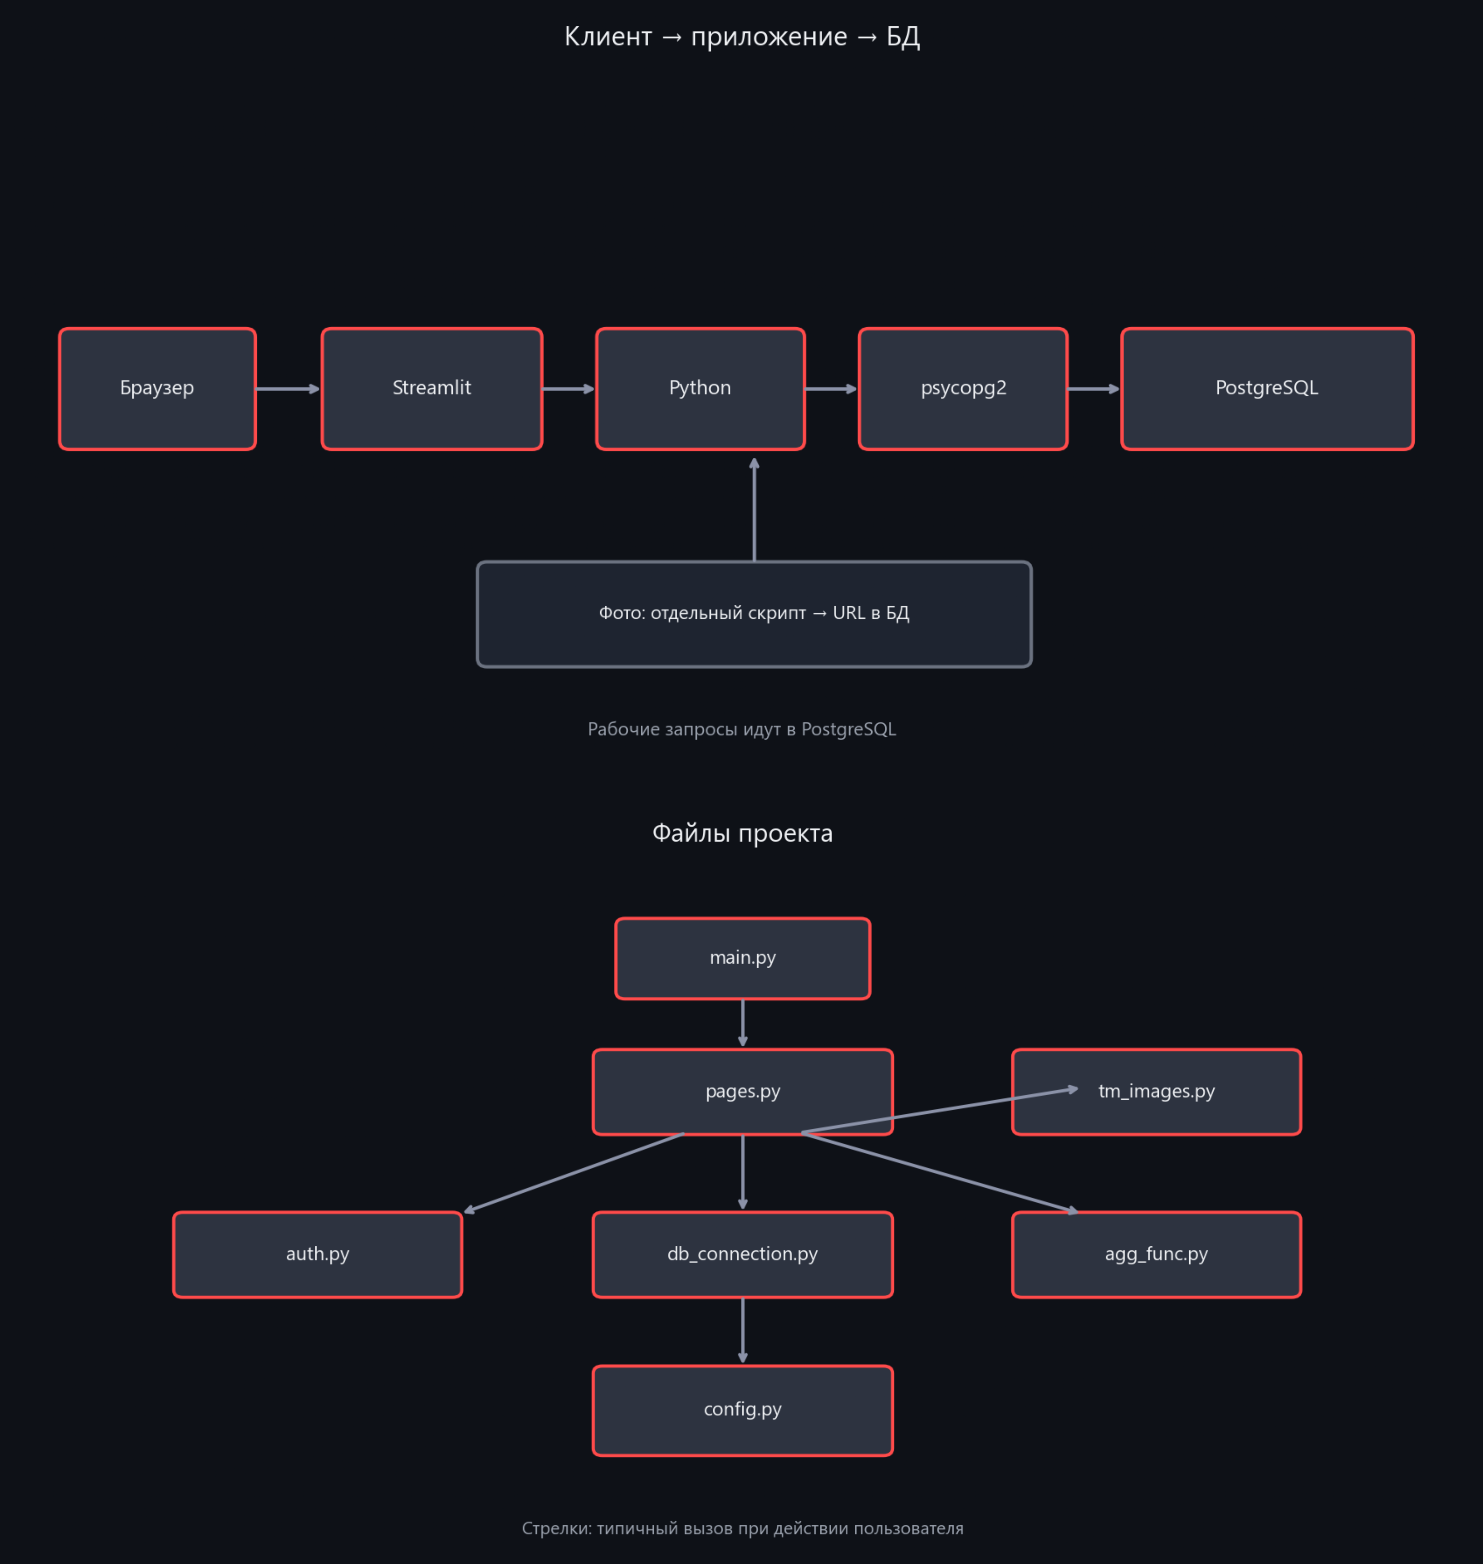 Клиент → приложение → БД
Браузер
Streamlit
Python
psycopg2
PostgreSQL
Фото: отдельный скрипт → URL в БД
Рабочие запросы идут в PostgreSQL
Файлы проекта
main.py
pages.py
tm_images.py
auth.py
db_connection.py
agg_func.py
config.py
Стрелки: типичный вызов при действии пользователя